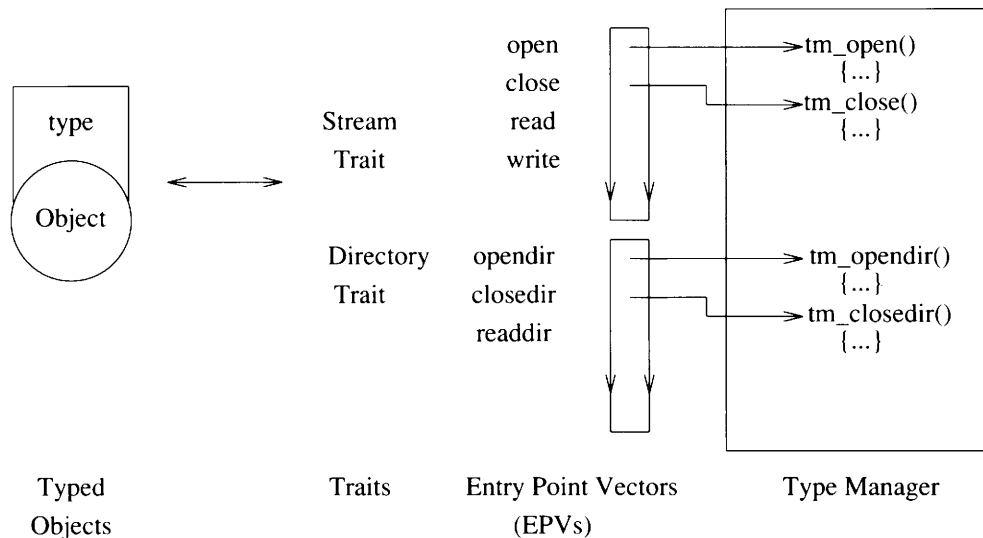 open
close
read
write
type
Object
Stream
Trait
tm_open()
{...}
tm_close()
{...}
Directory
Trait
opendir
closedir
readdir
tm_opendir()
{...}
tm_closedir()
{...}
Typed
Objects
Traits
Entry Point Vectors
(EPVs)
Type Manager